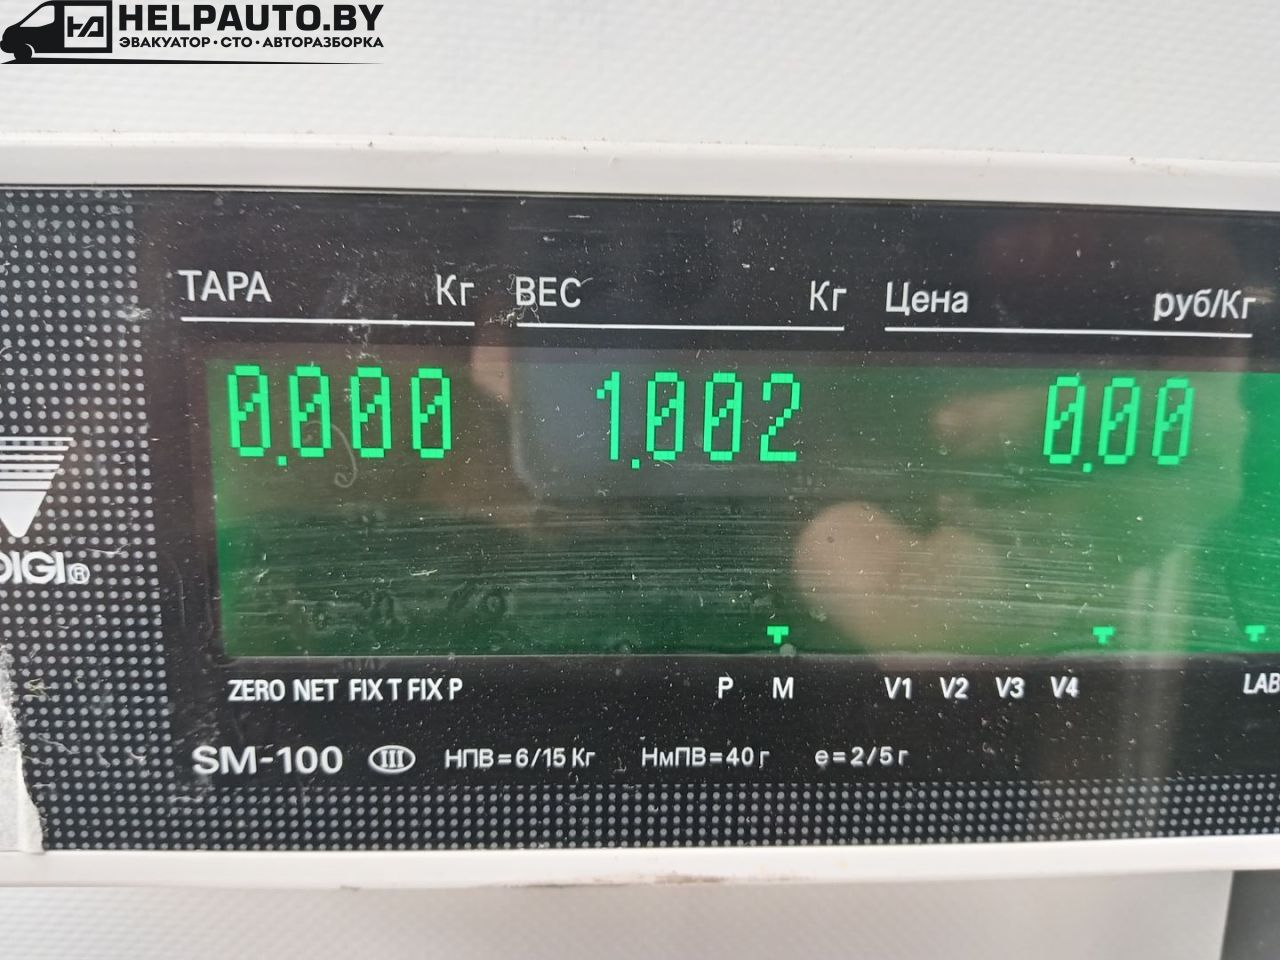 HELPAUTO.BY
ЭВАКУАТОР·СТО·АВТОРАЗБОРКА
ТАРА Кг ВЕС Кг Цена руб/Кг
0.000 1.002 0.00
DIGI®
ZERO NET FIX T FIX P P M V1 V2 V3 V4 LAB
SM-100 III НПВ=6/15 Кг НмПВ=40 г e=2/5 г